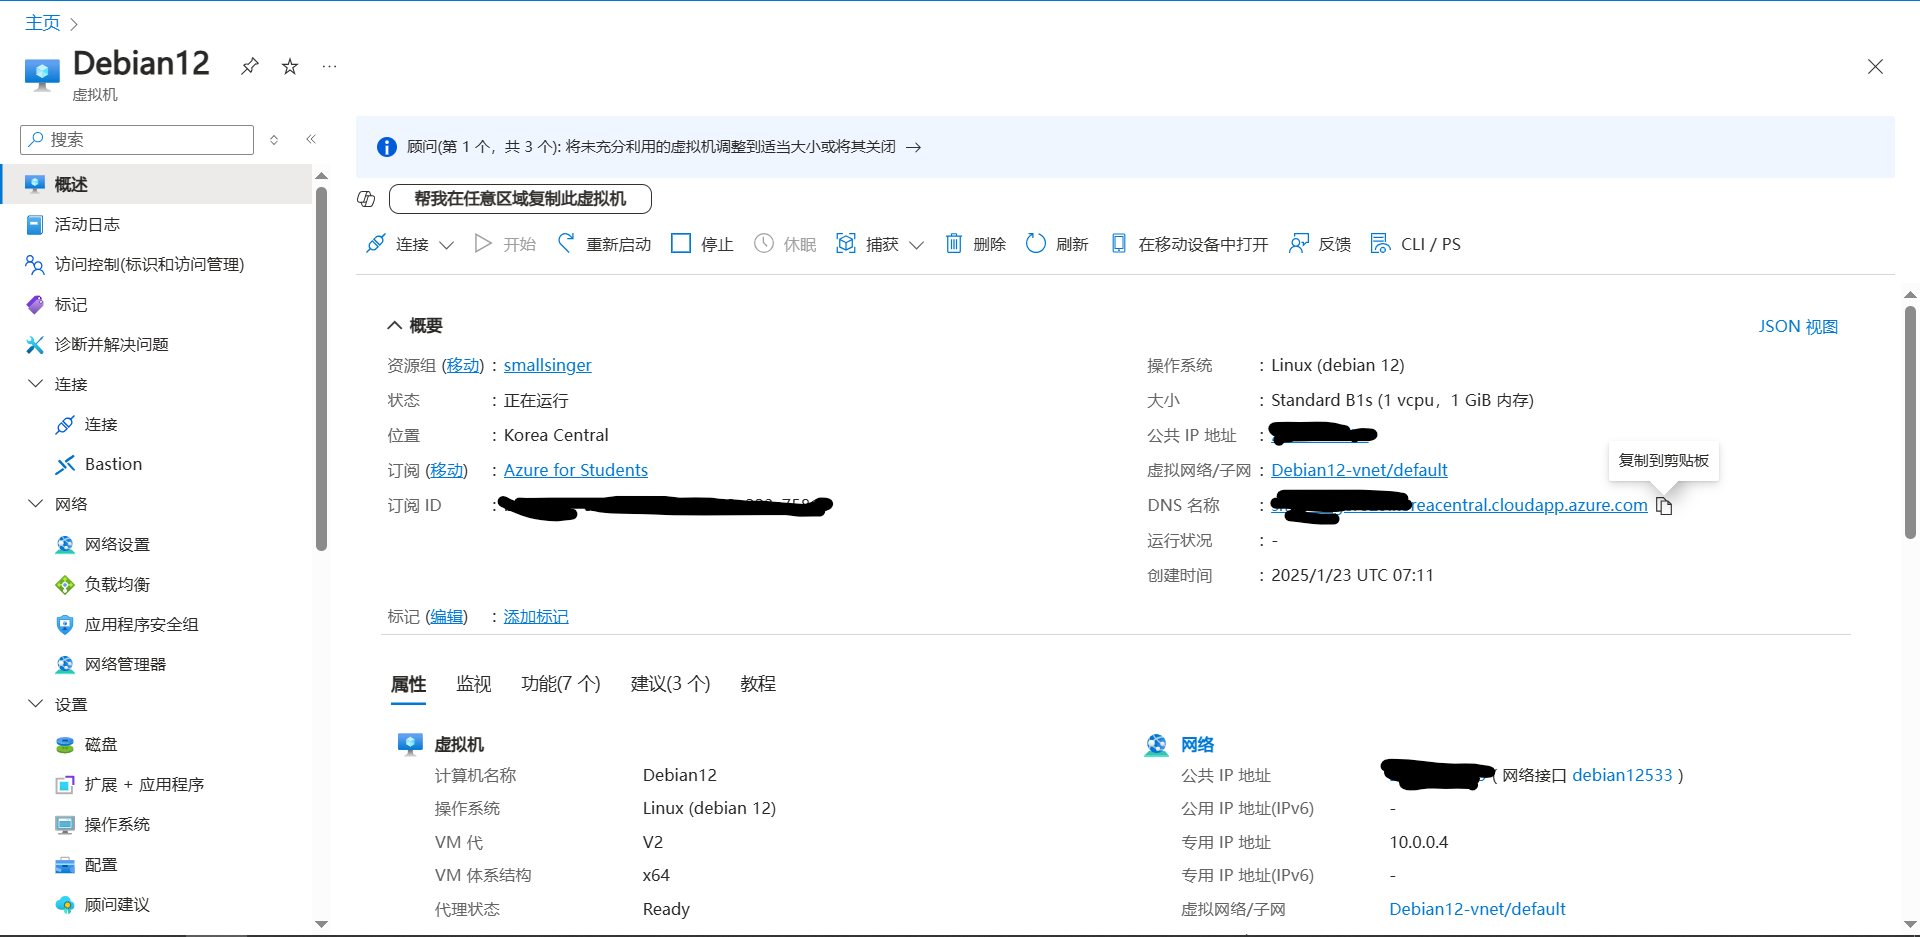 主页
Debian12
虚拟机
搜索
概述
活动日志
访问控制(标识和访问管理)
标记
诊断并解决问题
连接
连接
Bastion
网络
网络设置
负载均衡
应用程序安全组
网络管理器
设置
磁盘
扩展 + 应用程序
操作系统
配置
顾问建议
顾问(第 1 个，共 3 个): 将未充分利用的虚拟机调整到适当大小或将其关闭 →
帮我在任意区域复制此虚拟机
连接 开始 重新启动 停止 休眠 捕获 删除 刷新 在移动设备中打开 反馈 CLI / PS
概要
JSON 视图
资源组 (移动) : smallsinger
状态 : 正在运行
位置 : Korea Central
订阅 (移动) : Azure for Students
订阅 ID :
操作系统 : Linux (debian 12)
大小 : Standard B1s (1 vcpu，1 GiB 内存)
公共 IP 地址 :
虚拟网络/子网 : Debian12-vnet/default
复制到剪贴板
DNS 名称 : reacentral.cloudapp.azure.com
运行状况 : -
创建时间 : 2025/1/23 UTC 07:11
标记 (编辑) : 添加标记
属性 监视 功能(7 个) 建议(3 个) 教程
虚拟机
计算机名称 Debian12
操作系统 Linux (debian 12)
VM 代 V2
VM 体系结构 x64
代理状态 Ready
网络
公共 IP 地址 ( 网络接口 debian12533 )
公用 IP 地址(IPv6) -
专用 IP 地址 10.0.0.4
专用 IP 地址(IPv6) -
虚拟网络/子网 Debian12-vnet/default